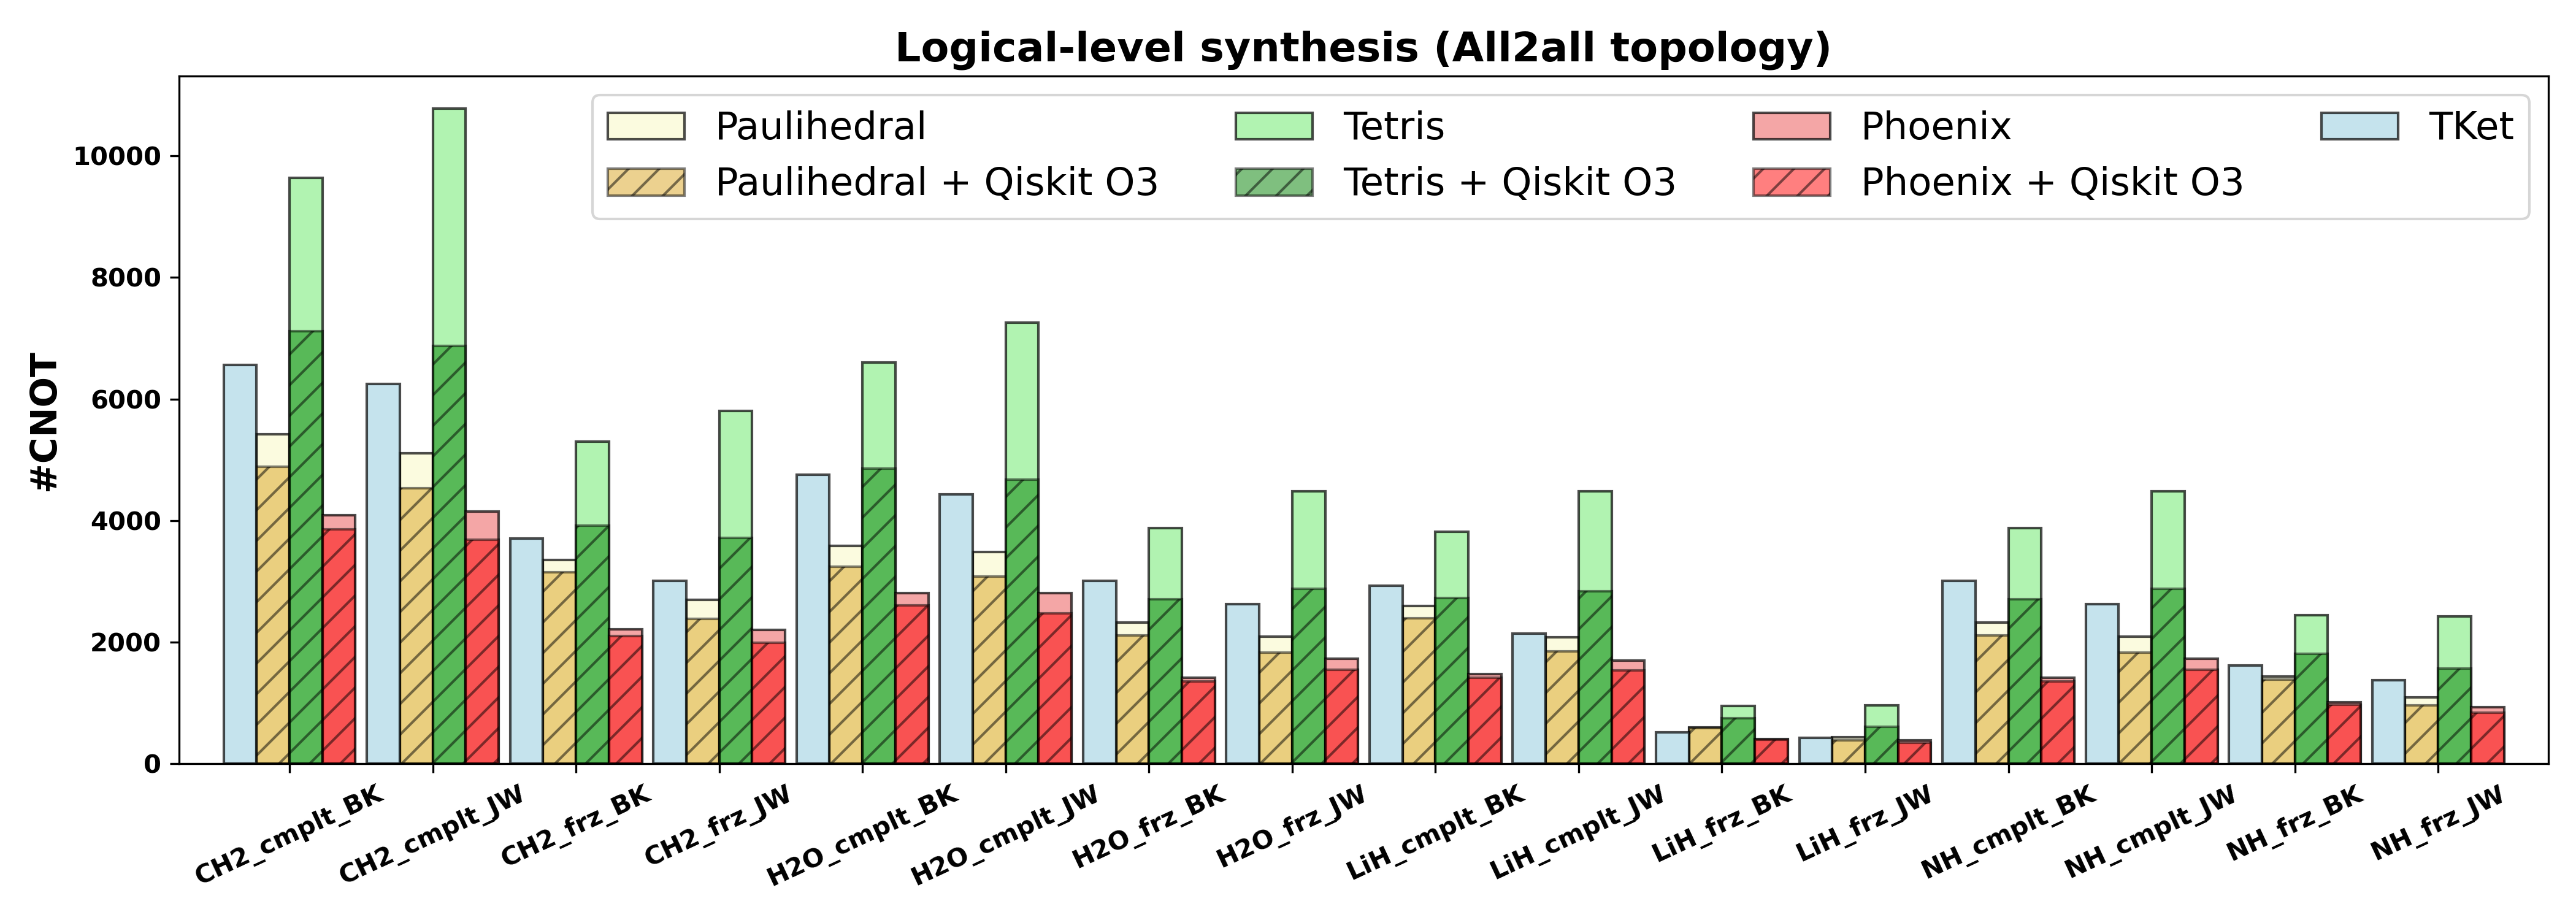 Logical-level synthesis (All2all topology)
Paulihedral
Paulihedral + Qiskit O3
Tetris
Tetris + Qiskit O3
Phoenix
Phoenix + Qiskit O3
TKet
#CNOT
10000
8000
6000
4000
2000
0
CH2_cmplt_BK
CH2_cmplt_JW
CH2_frz_BK
CH2_frz_JW
H2O_cmplt_BK
H2O_cmplt_JW
H2O_frz_BK
H2O_frz_JW
LiH_cmplt_BK
LiH_cmplt_JW
LiH_frz_BK
LiH_frz_JW
NH_cmplt_BK
NH_cmplt_JW
NH_frz_BK
NH_frz_JW